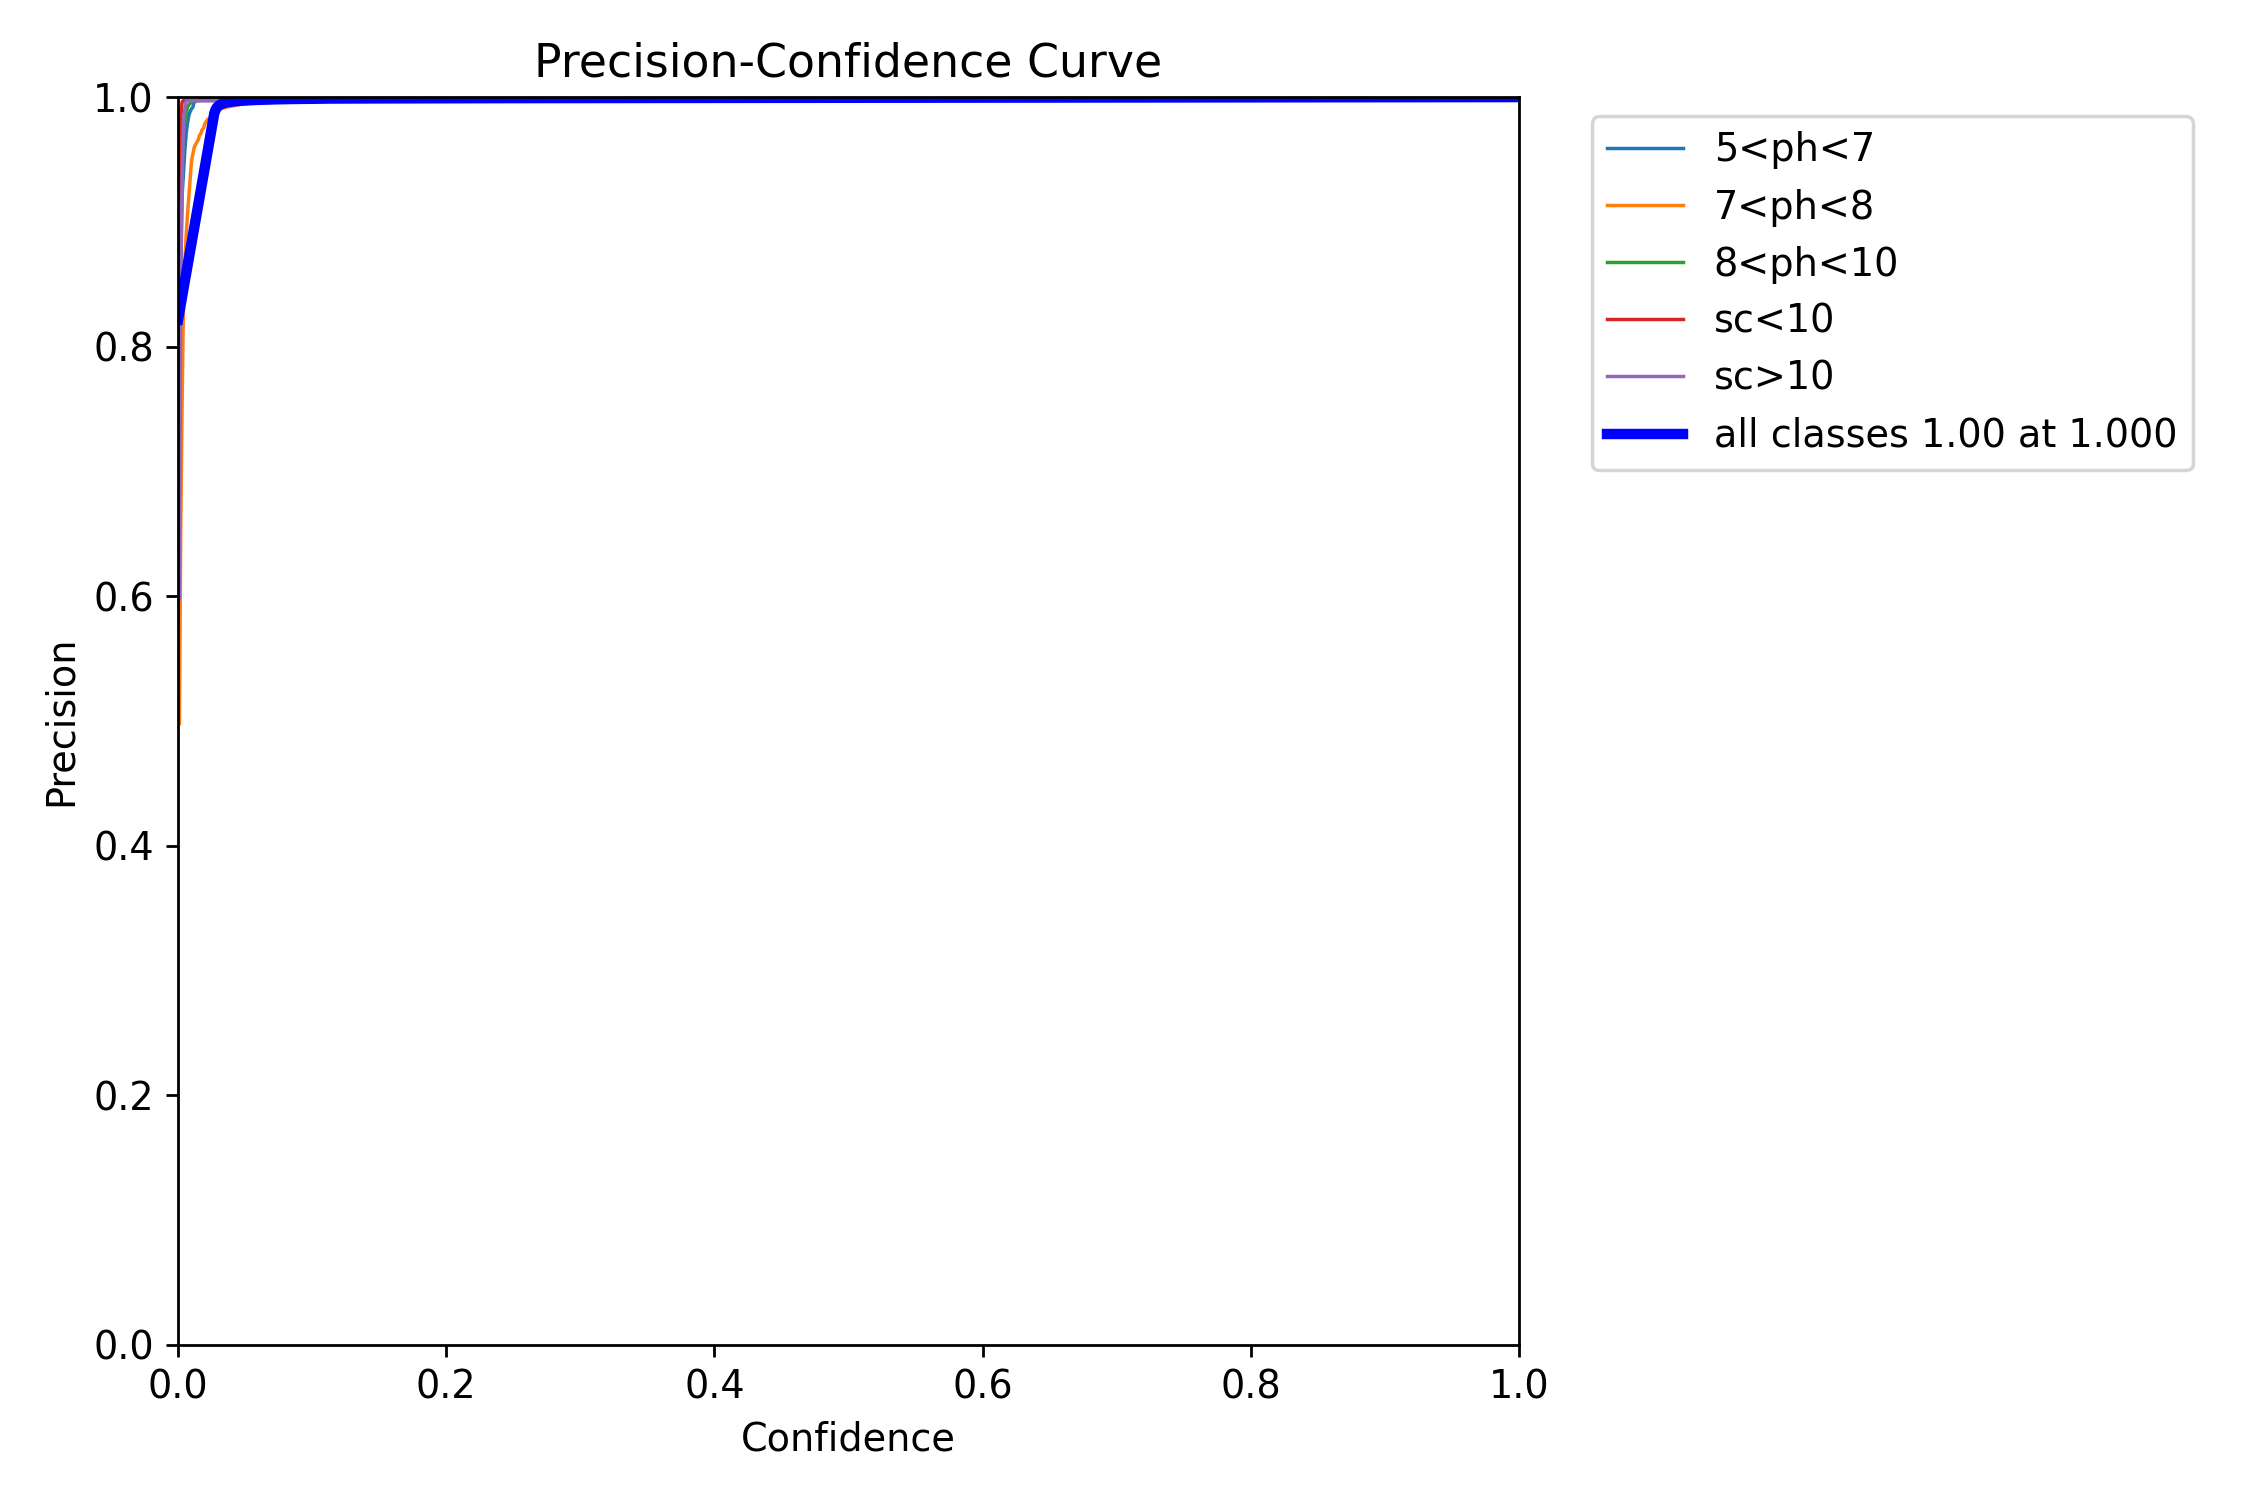 Precision-Confidence Curve
1.0
0.8
0.6
0.4
0.2
0.0
Precision
0.0 0.2 0.4 0.6 0.8 1.0
Confidence
5<ph<7
7<ph<8
8<ph<10
sc<10
sc>10
all classes 1.00 at 1.000